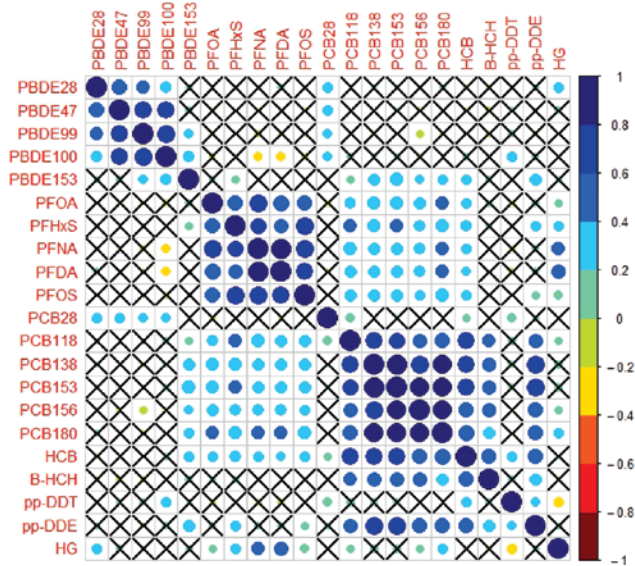 PBDE28 PBDE47 PBDE99 PBDE100 PBDE153 PFOA PFHxS PFNA PFDA PFOS PCB28 PCB118 PCB138 PCB153 PCB156 PCB180 HCB B-HCH pp-DDT pp-DDE HG
PBDE28
PBDE47
PBDE99
PBDE100
PBDE153
PFOA
PFHxS
PFNA
PFDA
PFOS
PCB28
PCB118
PCB138
PCB153
PCB156
PCB180
HCB
B-HCH
pp-DDT
pp-DDE
HG
1
0.8
0.6
0.4
0.2
0
−0.2
−0.4
−0.6
−0.8
−1